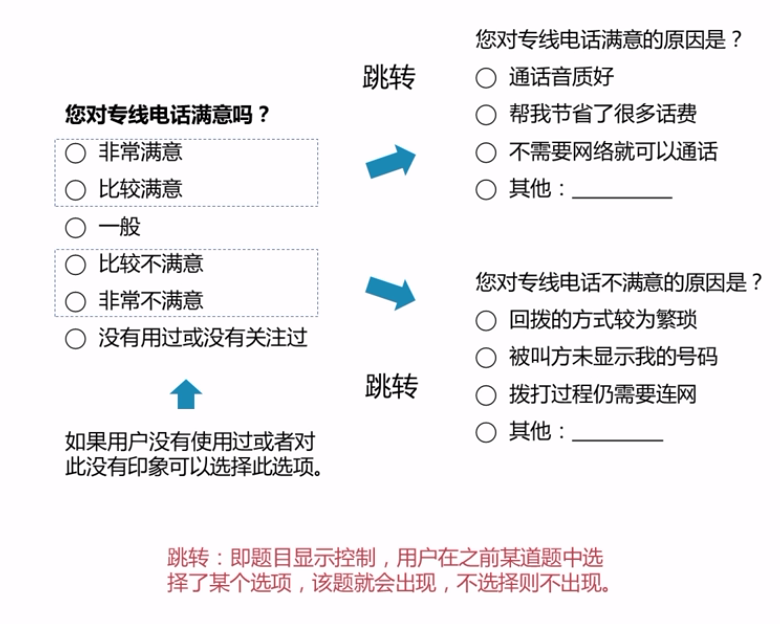 您对专线电话满意吗？
非常满意
比较满意
一般
比较不满意
非常不满意
没有用过或没有关注过
如果用户没有使用过或者对
此没有印象可以选择此选项。
跳转
您对专线电话满意的原因是？
通话音质好
帮我节省了很多话费
不需要网络就可以通话
其他：________
跳转
您对专线电话不满意的原因是？
回拨的方式较为繁琐
被叫方未显示我的号码
拨打过程仍需要连网
其他：________
跳转：即题目显示控制，用户在之前某道题中选
择了某个选项，该题就会出现，不选择则不出现。